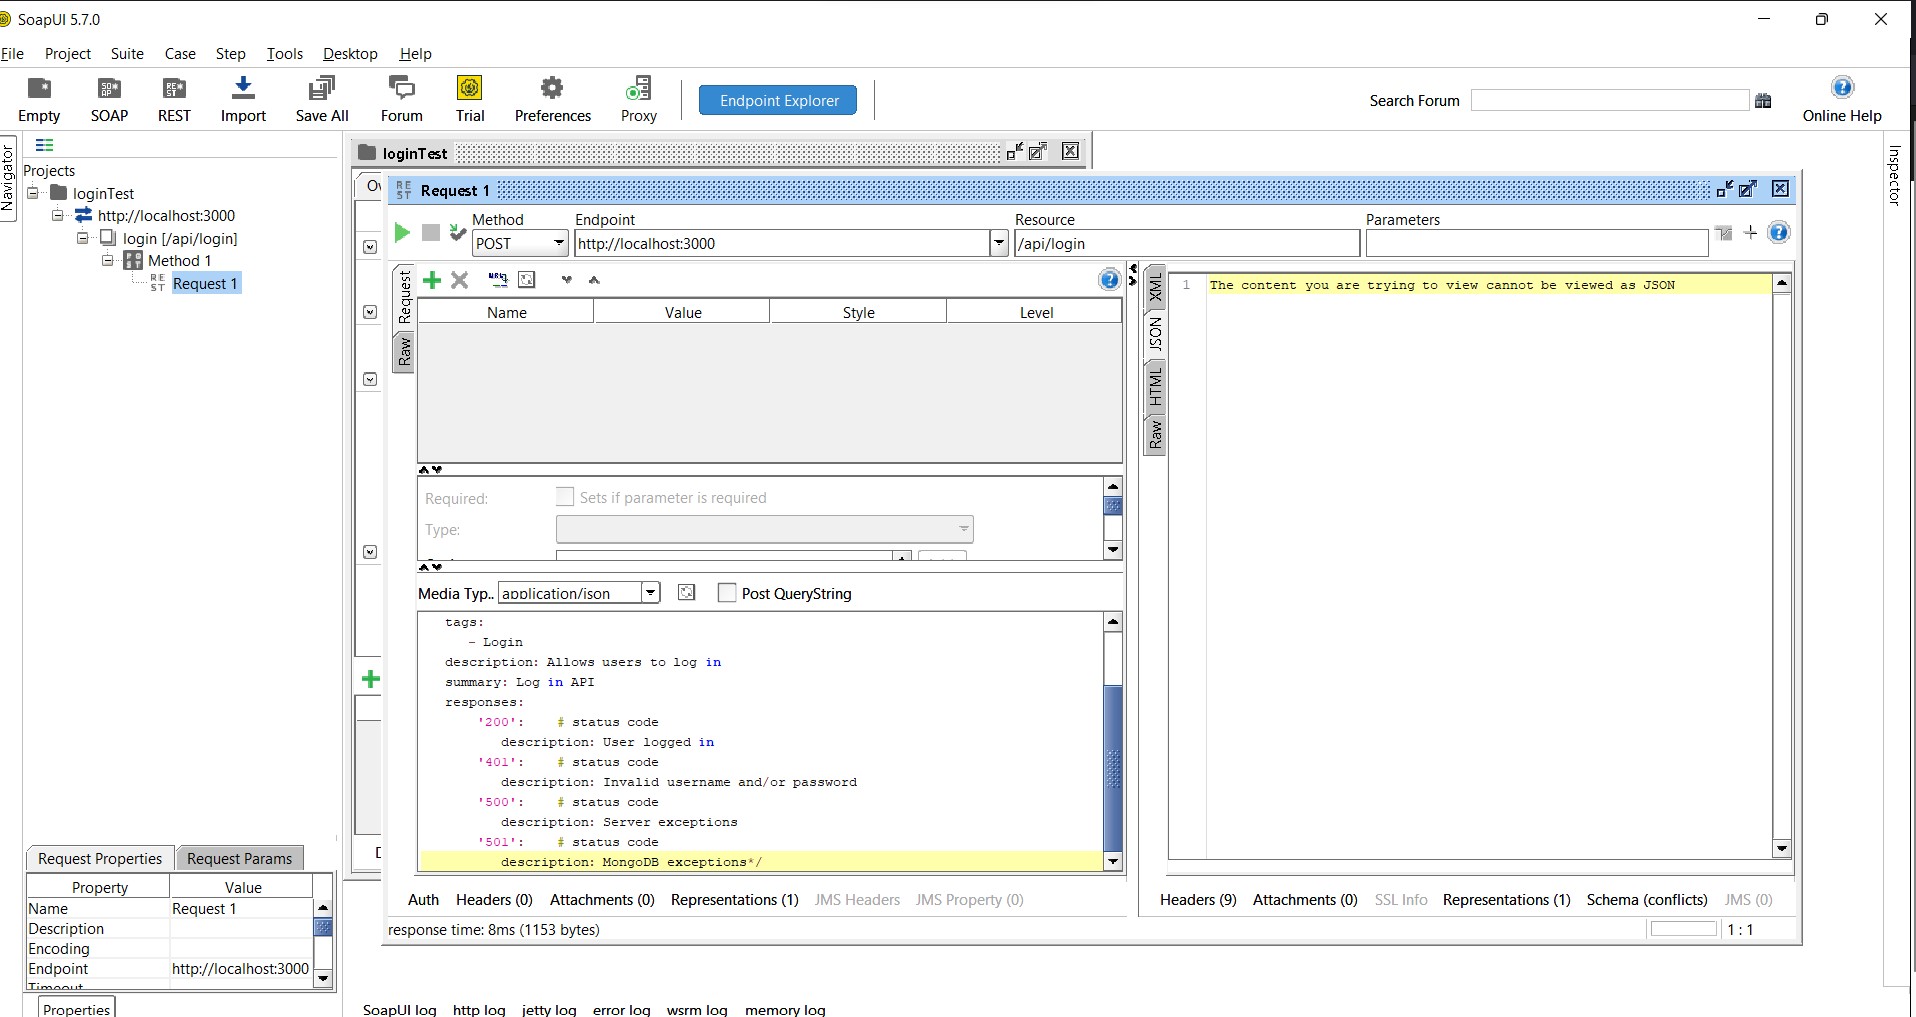 SoapUI 5.7.0
File Project Suite Case Step Tools Desktop Help
Empty SOAP REST Import Save All Forum Trial Preferences Proxy Endpoint Explorer Search Forum Online Help
Navigator
Projects
loginTest
http://localhost:3000
login [/api/login]
Method 1
REST Request 1
loginTest
REST Request 1
Method Endpoint Resource Parameters
POST http://localhost:3000 /api/login
Request
Raw
Name Value Style Level
Required: Sets if parameter is required
Type:
Media Typ.. application/json Post QueryString
tags:
- Login
description: Allows users to log in
summary: Log in API
responses:
'200': # status code
description: User logged in
'401': # status code
description: Invalid username and/or password
'500': # status code
description: Server exceptions
'501': # status code
description: MongoDB exceptions*/
Auth Headers (0) Attachments (0) Representations (1) JMS Headers JMS Property (0)
XML
JSON
HTML
Raw
1 The content you are trying to view cannot be viewed as JSON
Headers (9) Attachments (0) SSL Info Representations (1) Schema (conflicts) JMS (0)
response time: 8ms (1153 bytes) 1 : 1
Inspector
Request Properties Request Params
Property Value
Name Request 1
Description
Encoding
Endpoint http://localhost:3000
Timeout
Properties
SoapUI log http log jetty log error log wsrm log memory log